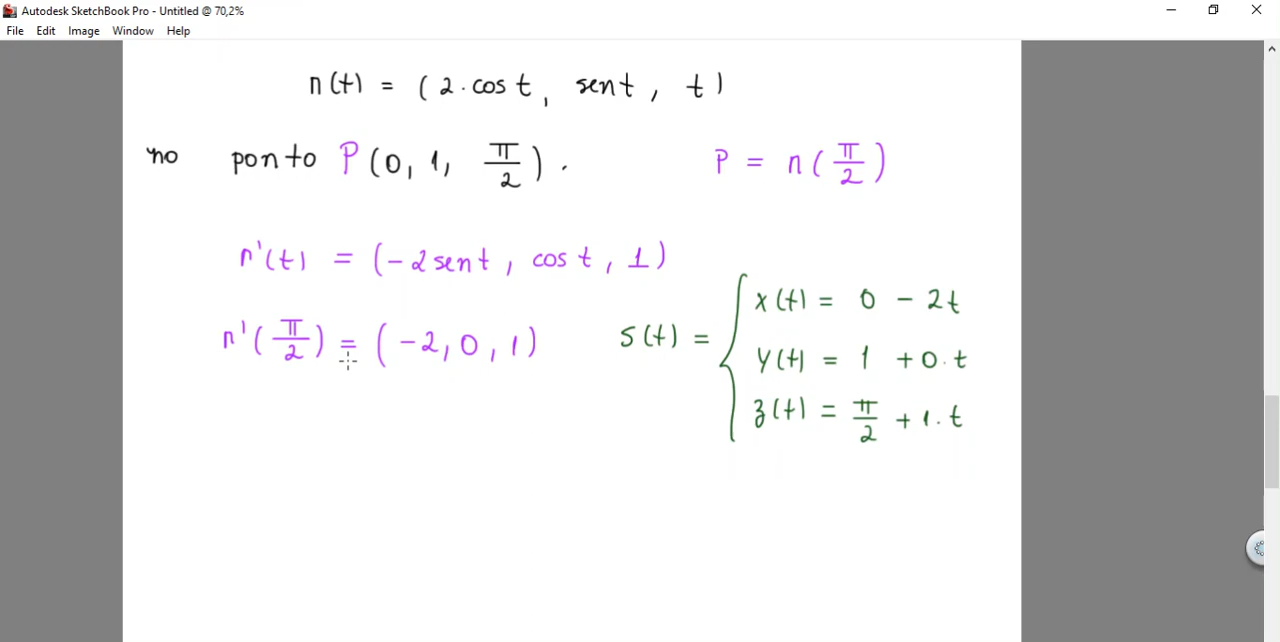 Autodesk SketchBook Pro - Untitled @ 70,2%
File Edit Image Window Help
r(t) = (2·cos t, sent, t)
no ponto P(0, 1, π/2). P = r(π/2)
r'(t) = (-2sent, cos t, 1)
r'(π/2) = (-2, 0, 1)
s(t) = { x(t) = 0 - 2t
y(t) = 1 + 0·t
z(t) = π/2 + 1·t